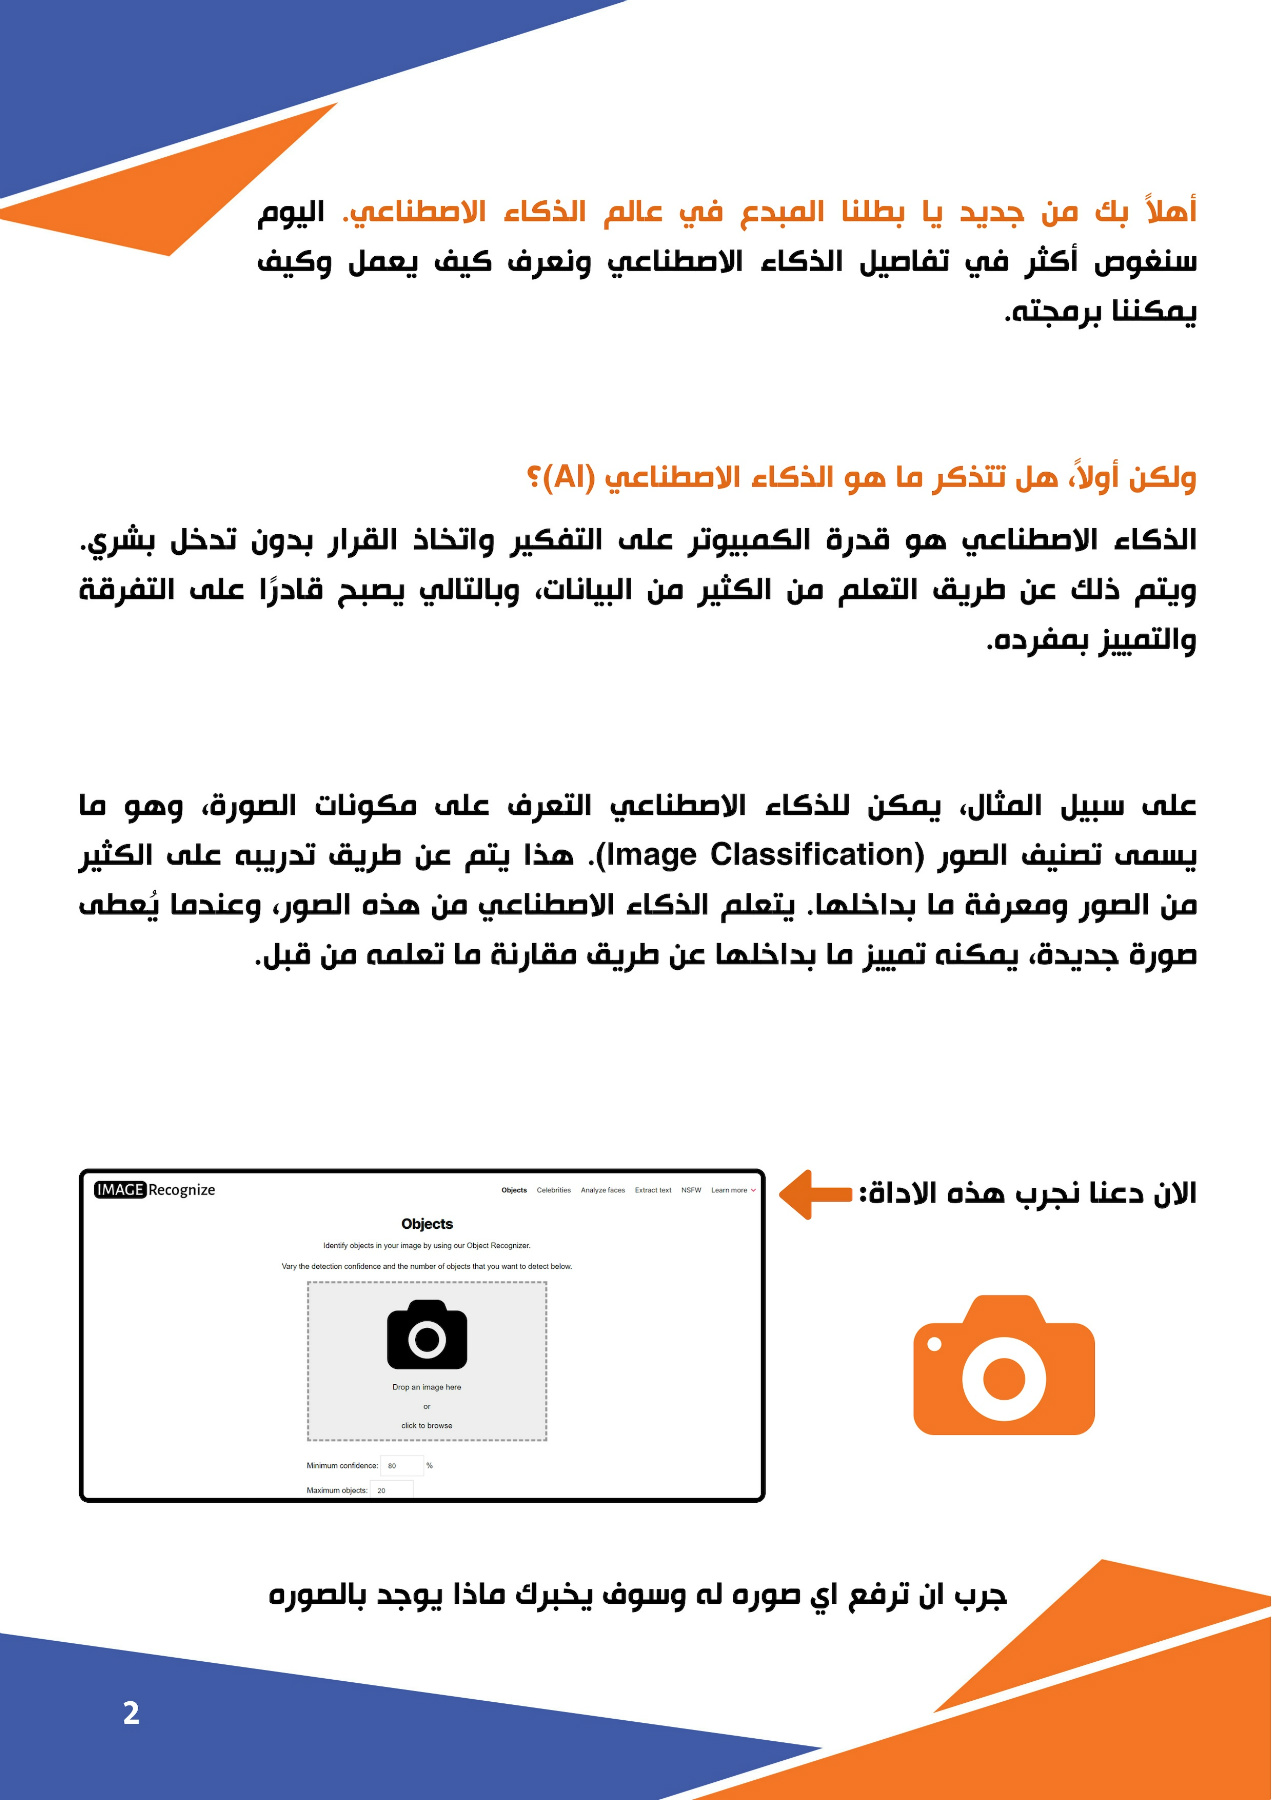 أهلاً بك من جديد يا بطلنا المبدع في عالم الذكاء الاصطناعي. اليوم
سنغوص أكثر في تفاصيل الذكاء الاصطناعي ونعرف كيف يعمل وكيف
يمكننا برمجته.
ولكن أولاً، هل تتذكر ما هو الذكاء الاصطناعي (AI)؟
الذكاء الاصطناعي هو قدرة الكمبيوتر على التفكير واتخاذ القرار بدون تدخل بشري.
ويتم ذلك عن طريق التعلم من الكثير من البيانات، وبالتالي يصبح قادرًا على التفرقة
والتمييز بمفرده.
على سبيل المثال، يمكن للذكاء الاصطناعي التعرف على مكونات الصورة، وهو ما
يسمى تصنيف الصور (Image Classification). هذا يتم عن طريق تدريبه على الكثير
من الصور ومعرفة ما بداخلها. يتعلم الذكاء الاصطناعي من هذه الصور، وعندما يُعطى
صورة جديدة، يمكنه تمييز ما بداخلها عن طريق مقارنة ما تعلمه من قبل.
الان دعنا نجرب هذه الاداة:
IMAGE Recognize
Objects Celebrities Analyze faces Extract text NSFW Learn more
Objects
Identify objects in your image by using our Object Recognizer.
Vary the detection confidence and the number of objects that you want to detect below.
Drop an image here
or
click to browse
Minimum confidence: 80 %
Maximum objects: 20
جرب ان ترفع اي صوره له وسوف يخبرك ماذا يوجد بالصوره
2